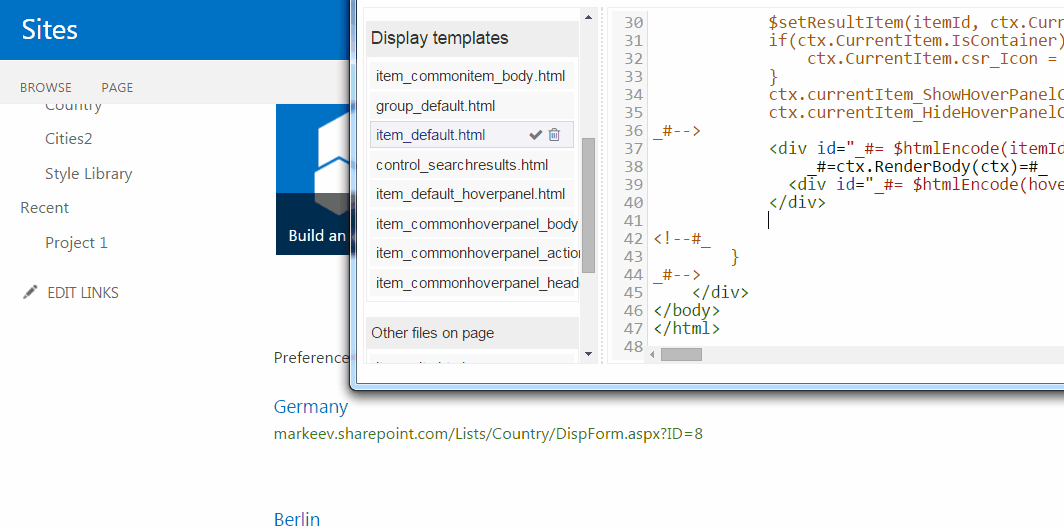 Sites
BROWSE PAGE
Country
Cities2
Style Library
Recent
Project 1
EDIT LINKS
Build an
Preference
Germany
markeev.sharepoint.com/Lists/Country/DispForm.aspx?ID=8
Berlin
Display templates
item_commonitem_body.html
group_default.html
item_default.html
control_searchresults.html
item_default_hoverpanel.html
item_commonhoverpanel_body
item_commonhoverpanel_action
item_commonhoverpanel_head
Other files on page
30 $setResultItem(itemId, ctx.Curr
31 if(ctx.CurrentItem.IsContainer)
32 ctx.CurrentItem.csr_Icon =
33 }
34 ctx.currentItem_ShowHoverPanelC
35 ctx.currentItem_HideHoverPanelC
36 _#-->
37 <div id="_#= $htmlEncode(itemId
38 _#=ctx.RenderBody(ctx)=#_
39 <div id="_#= $htmlEncode(hove
40 </div>
41
42 <!--#_
43 }
44 _#-->
45 </div>
46 </body>
47 </html>
48